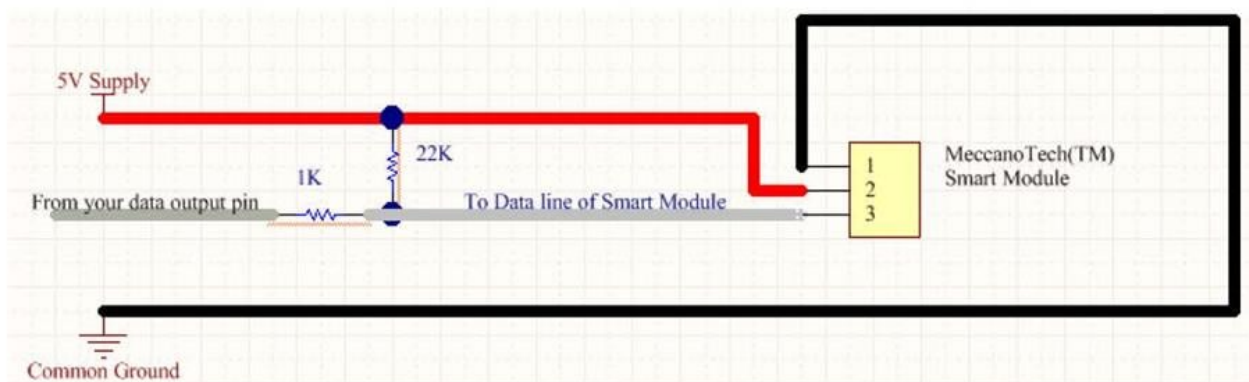 5V Supply
22K
1K
From your data output pin
To Data line of Smart Module
1
2
3
MeccanoTech(TM)
Smart Module
Common Ground